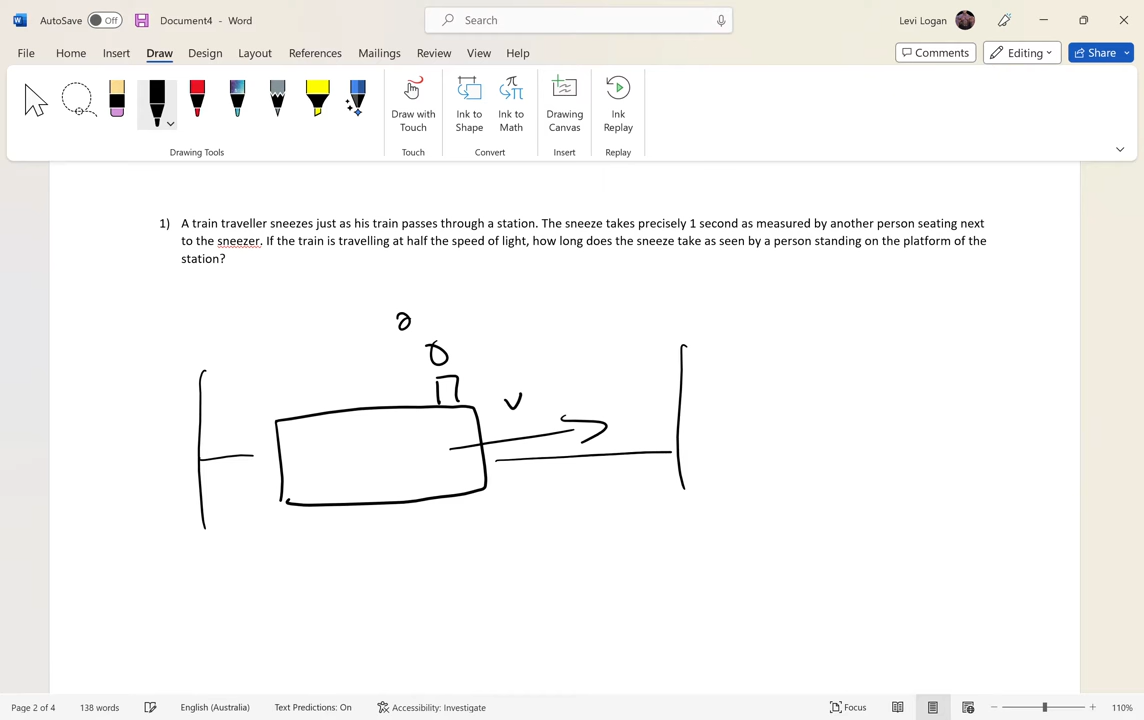 AutoSave Off Document4 - Word Search Levi Logan
File Home Insert Draw Design Layout References Mailings Review View Help Comments Editing Share
Draw with Touch Ink to Shape Ink to Math Drawing Canvas Ink Replay
Drawing Tools Touch Convert Insert Replay
1) A train traveller sneezes just as his train passes through a station. The sneeze takes precisely 1 second as measured by another person seating next
to the sneezer. If the train is travelling at half the speed of light, how long does the sneeze take as seen by a person standing on the platform of the
station?
v
Page 2 of 4 138 words English (Australia) Text Predictions: On Accessibility: Investigate Focus 110%